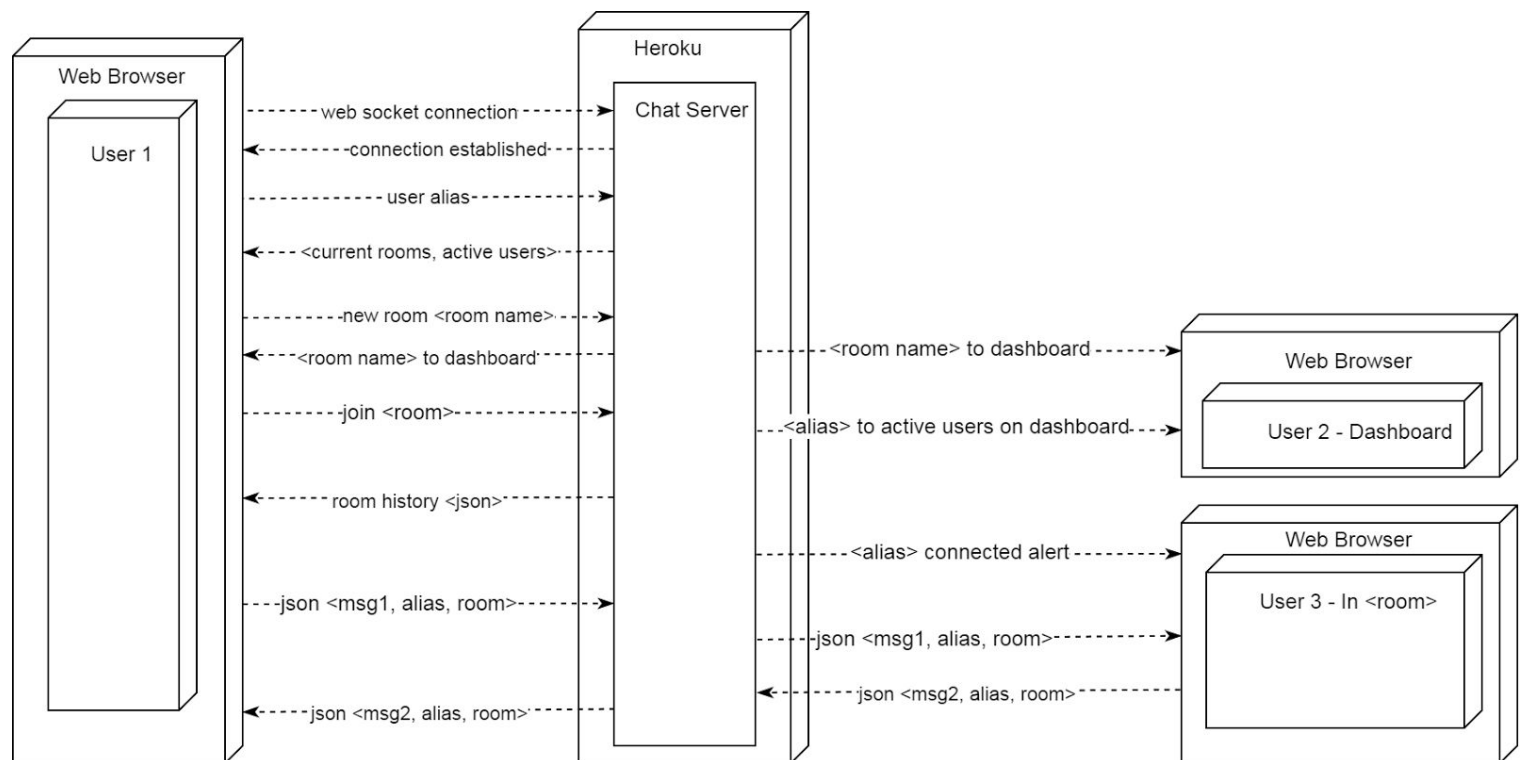 Web Browser
User 1
Heroku
Chat Server
web socket connection
connection established
user alias
<current rooms, active users>
new room <room name>
<room name> to dashboard
join <room>
room history <json>
json <msg1, alias, room>
json <msg2, alias, room>
<room name> to dashboard
<alias> to active users on dashboard
<alias> connected alert
json <msg1, alias, room>
json <msg2, alias, room>
Web Browser
User 2 - Dashboard
Web Browser
User 3 - In <room>